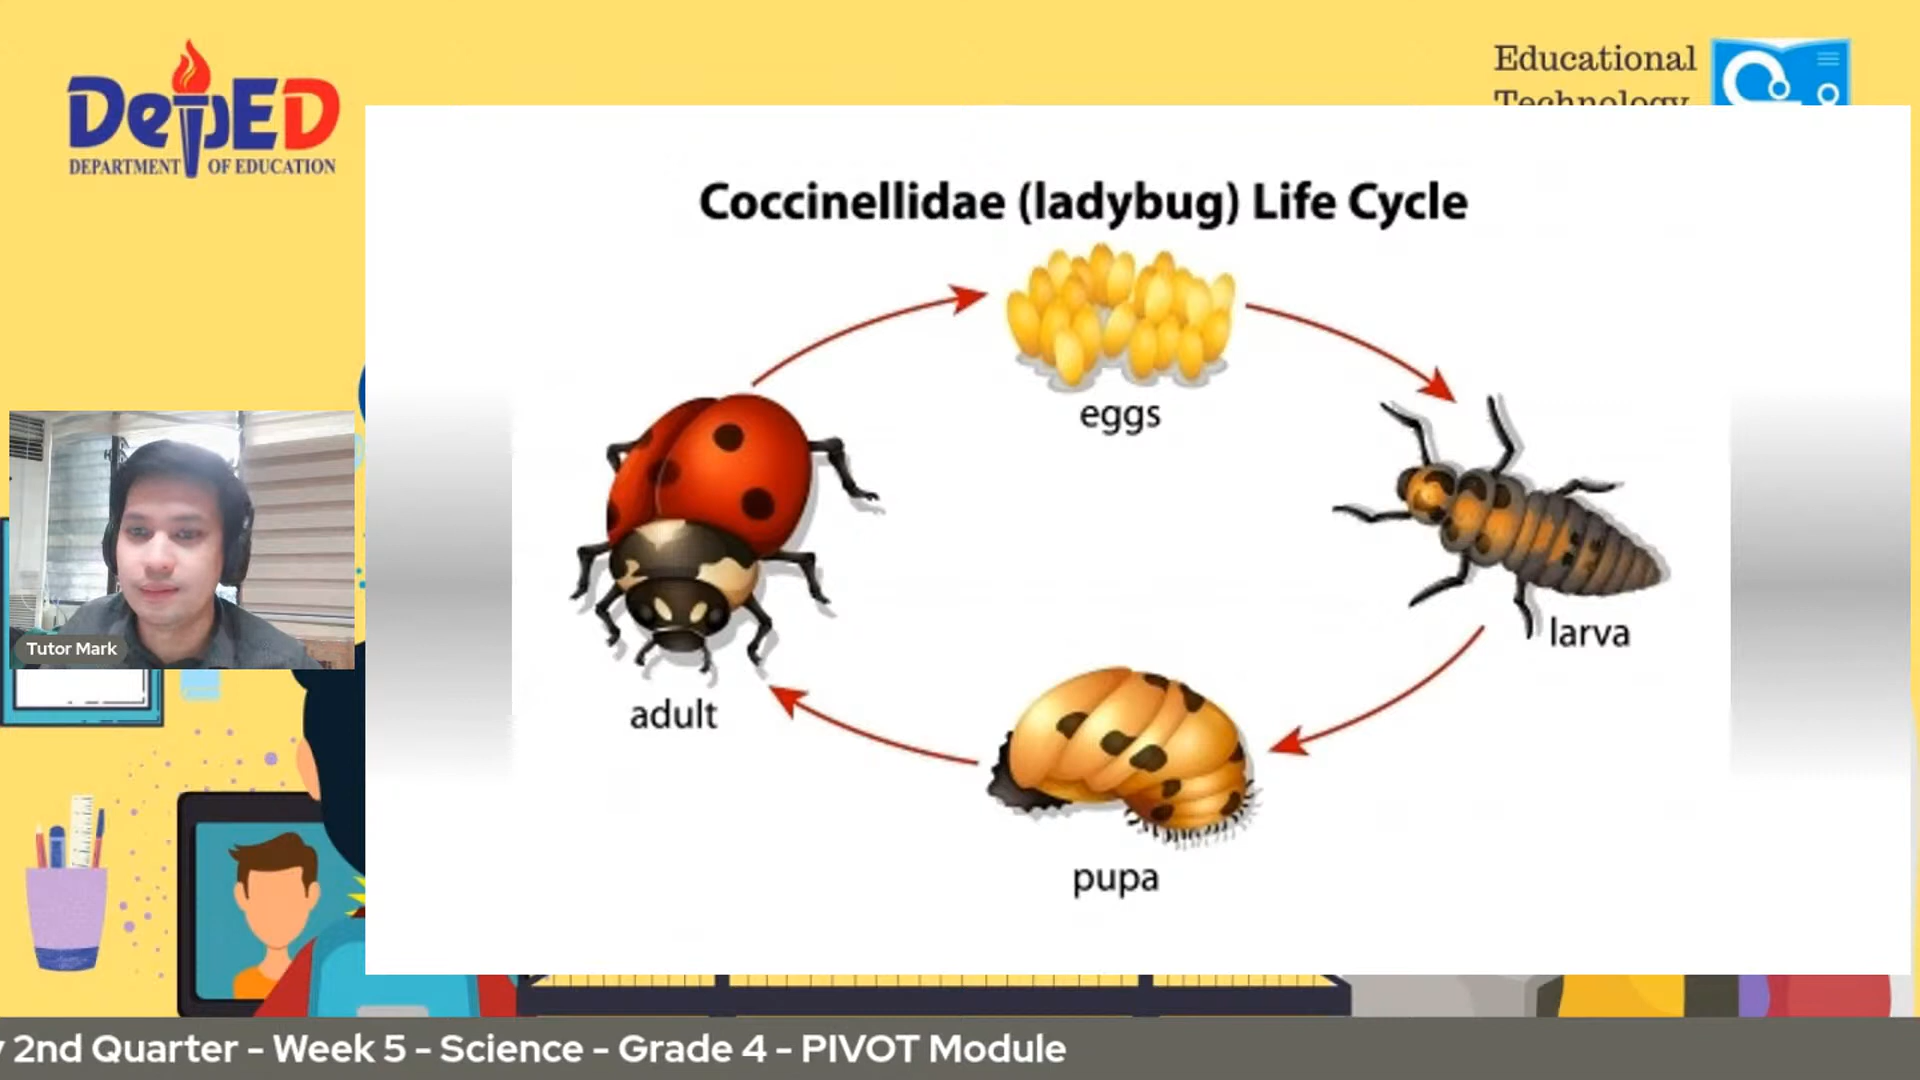 DepED
DEPARTMENT OF EDUCATION
Educational
Technology
Coccinellidae (ladybug) Life Cycle
eggs
larva
adult
pupa
Tutor Mark
2nd Quarter - Week 5 - Science - Grade 4 - PIVOT Module